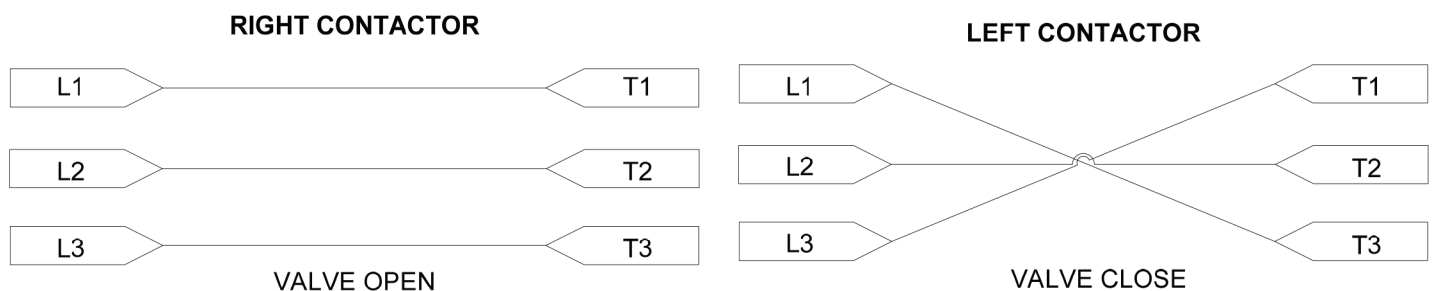 RIGHT CONTACTOR
L1 T1
L2 T2
L3 T3
VALVE OPEN
LEFT CONTACTOR
L1 T1
L2 T2
L3 T3
VALVE CLOSE